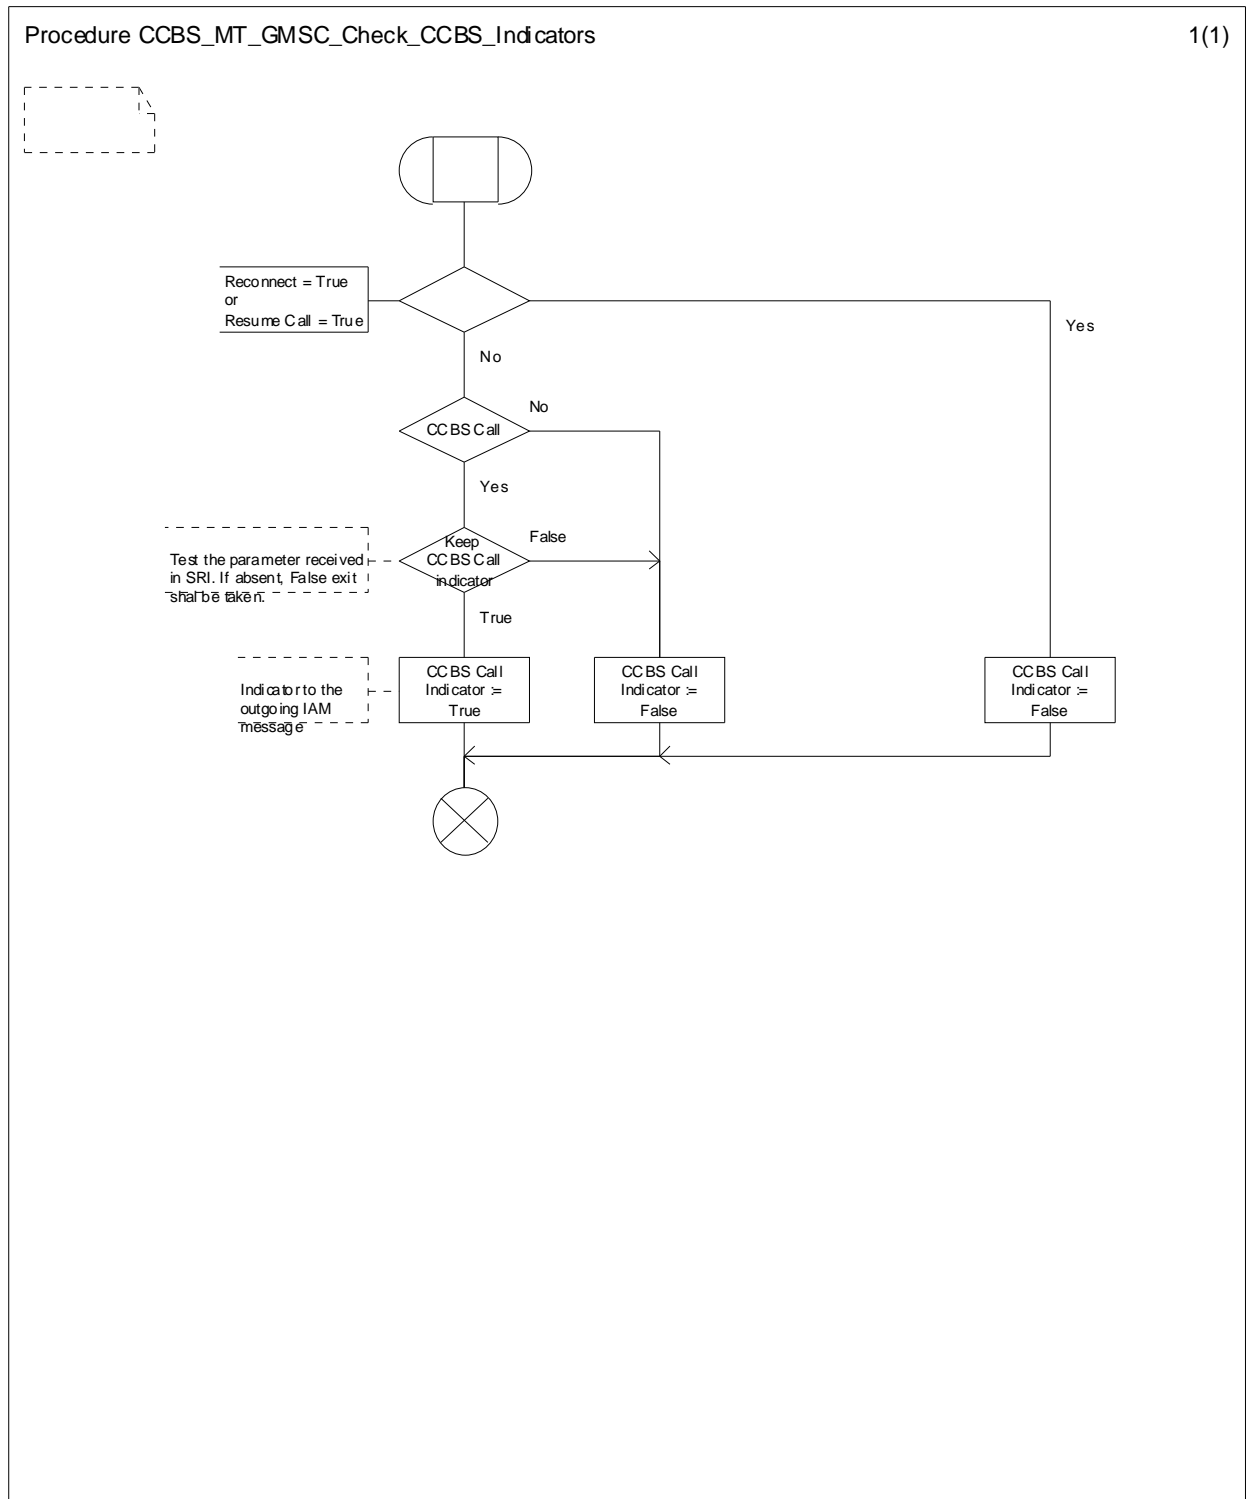 Procedure CCBS_MT_GMSC_Check_CCBS_Indicators
1(1)
Reconnect = True
or
Resume Call = True
Yes
No
No
CCBS Call
Yes
Keep
CCBS Call
indicator
False
Test the parameter received
in SRI. If absent, False exit
shal be taken.
True
CCBS Call
Indicator :=
True
CCBS Call
Indicator :=
False
CCBS Call
Indicator :=
False
Indicator to the
outgoing IAM
message